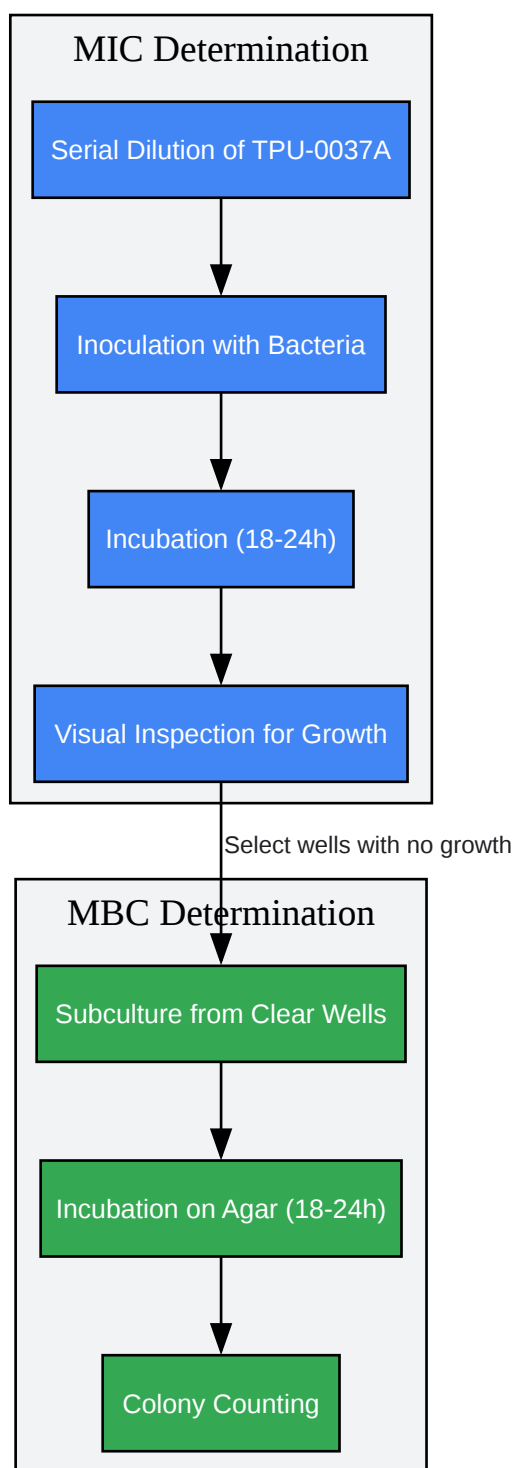 MIC Determination
Serial Dilution of TPU-0037A
Inoculation with Bacteria
Incubation (18-24h)
Visual Inspection for Growth
Select wells with no growth
MBC Determination
Subculture from Clear Wells
Incubation on Agar (18-24h)
Colony Counting